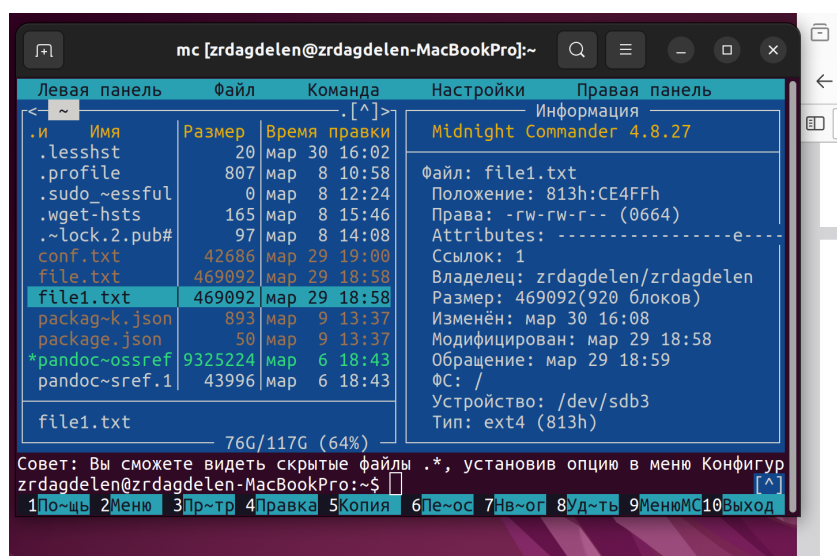 mc [zrdagdelen@zrdagdelen-MacBookPro]:~
Левая панель Файл Команда Настройки Правая панель
<- ~ .[^]>
.и Имя Размер Время правки
.lesshst 20 мар 30 16:02
.profile 807 мар 8 10:58
.sudo_~essful 0 мар 8 12:24
.wget-hsts 165 мар 8 15:46
.~lock.2.pub# 97 мар 8 14:08
conf.txt 42686 мар 29 19:00
file.txt 469092 мар 29 18:58
file1.txt 469092 мар 29 18:58
packag~k.json 893 мар 9 13:37
package.json 50 мар 9 13:37
*pandoc~ossref 9325224 мар 6 18:43
pandoc~sref.1 43996 мар 6 18:43
file1.txt
76G/117G (64%)
Информация
Midnight Commander 4.8.27
Файл: file1.txt
Положение: 813h:CE4FFh
Права: -rw-rw-r-- (0664)
Attributes: -----------------e----
Ссылок: 1
Владелец: zrdagdelen/zrdagdelen
Размер: 469092(920 блоков)
Изменён: мар 30 16:08
Модифицирован: мар 29 18:58
Обращение: мар 29 18:59
ФС: /
Устройство: /dev/sdb3
Тип: ext4 (813h)
Совет: Вы сможете видеть скрытые файлы .*, установив опцию в меню Конфигур
zrdagdelen@zrdagdelen-MacBookPro:~$ [^]
1По~щь 2Меню 3Пр~тр 4Правка 5Копия 6Пе~ос 7Нв~ог 8Уд~ть 9МенюМС 10Выход